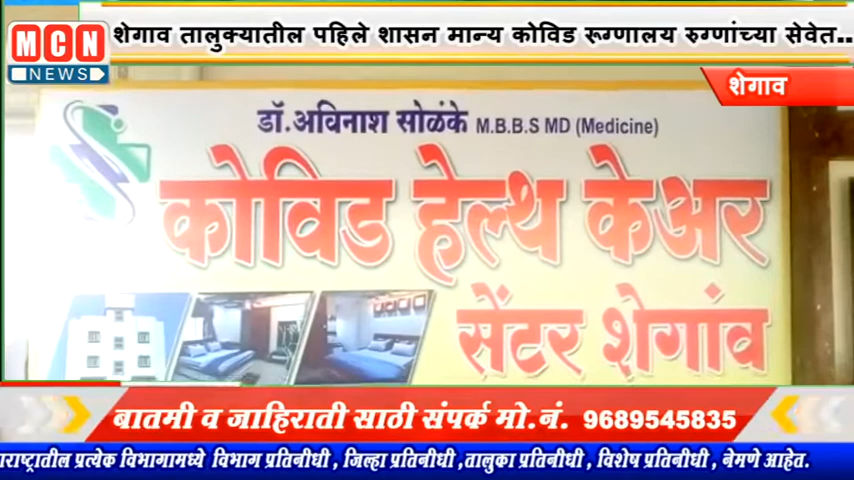 MCN
NEWS
शेगाव तालुक्यातील पहिले शासन मान्य कोविड रूग्णालय रुग्णांच्या सेवेत..
शेगाव
डॉ.अविनाश सोळंके M.B.B.S MD (Medicine)
कोविड हेल्थ केअर
सेंटर शेगांव
बातमी व जाहिराती साठी संपर्क मो.नं. 9689545835
प्रत्येक विभागामध्ये विभाग प्रतिनीधी , जिल्हा प्रतिनीधी ,तालुका प्रतिनीधी , विशेष प्रतिनीधी , नेमणे आहेत.